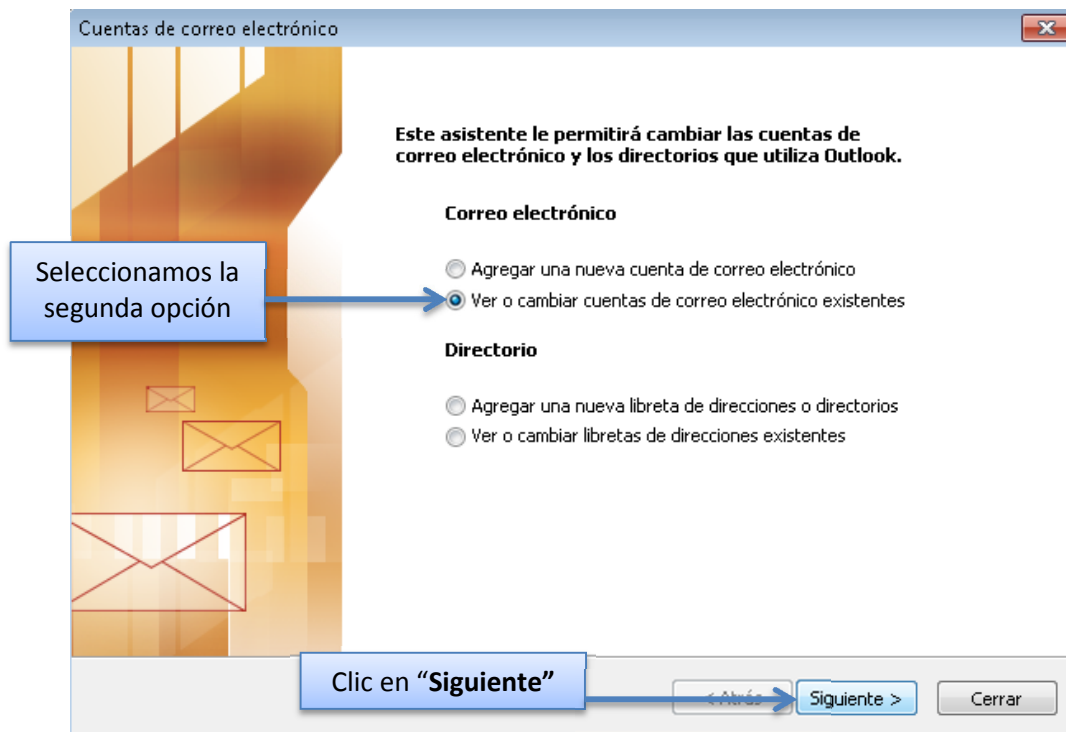 Cuentas de correo electrónico
Este asistente le permitirá cambiar las cuentas de
correo electrónico y los directorios que utiliza Outlook.
Correo electrónico
Agregar una nueva cuenta de correo electrónico
Seleccionamos la
segunda opción
Ver o cambiar cuentas de correo electrónico existentes
Directorio
Agregar una nueva libreta de direcciones o directorios
Ver o cambiar libretas de direcciones existentes
Clic en “Siguiente”
< Atrás
Siguiente >
Cerrar